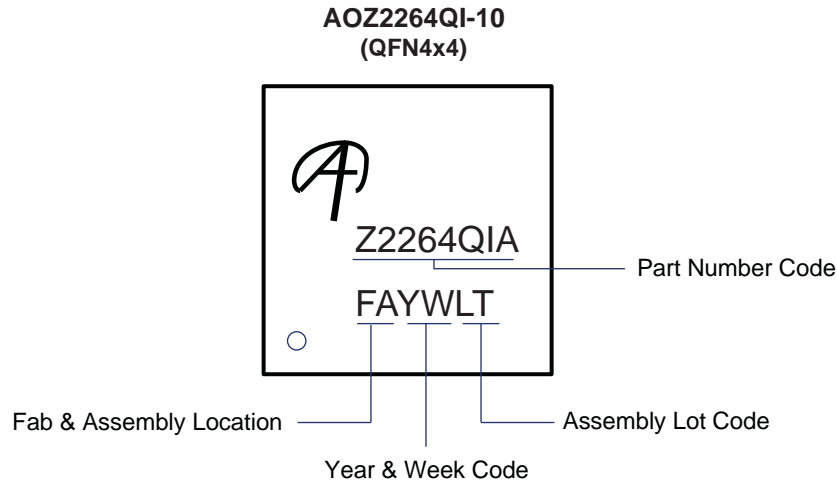 AOZ2264QI-10
(QFN4x4)
Z2264QIA
Part Number Code
FAYWLT
Fab & Assembly Location
Assembly Lot Code
Year & Week Code